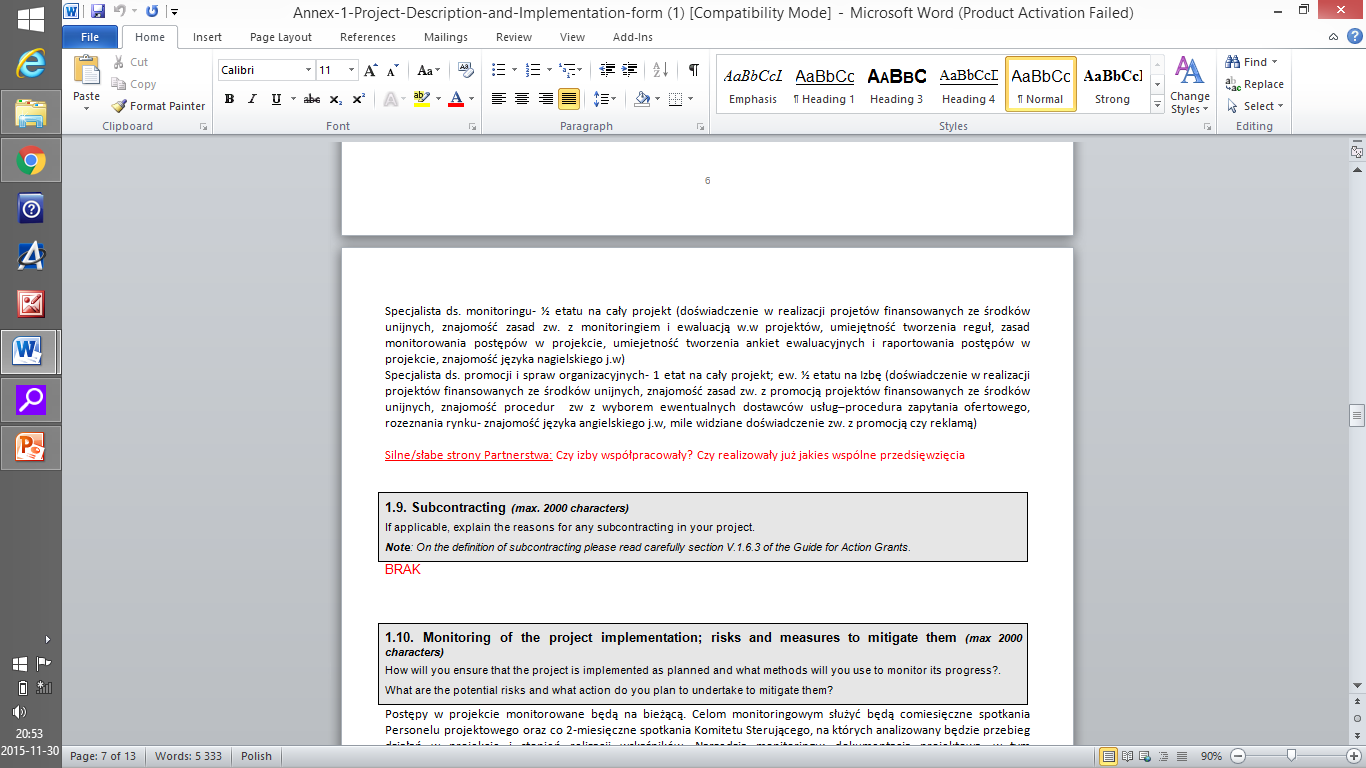 Annex-1-Project-Description-and-Implementation-form (1) [Compatibility Mode] - Microsoft Word (Product Activation Failed)
File Home Insert Page Layout References Mailings Review View Add-Ins
Paste
Cut
Copy
Format Painter
Calibri 11
AaBbCcI AaBbCc AaBbC AaBbCcI AaBbCc AaBbCcI
Emphasis ¶ Heading 1 Heading 3 Heading 4 ¶ Normal Strong
Change Styles
Find
Replace
Select
Clipboard Font Paragraph Styles Editing
6
Specjalista ds. monitoringu- ½ etatu na cały projekt (doświadczenie w realizacji projetów finansowanych ze środków
unijnych, znajomość zasad zw. z monitoringiem i ewaluacją w.w projektów, umiejętność tworzenia reguł, zasad
monitorowania postępów w projekcie, umiejetność tworzenia ankiet ewaluacyjnych i raportowania postępów w
projekcie, znajomość języka nagielskiego j.w)
Specjalista ds. promocji i spraw organizacyjnych- 1 etat na cały projekt; ew. ½ etatu na Izbę (doświadczenie w realizacji
projektów finansowanych ze środków unijnych, znajomość zasad zw. z promocją projektów finansowanych ze środków
unijnych, znajomość procedur zw z wyborem ewentualnych dostawców usług–procedura zapytania ofertowego,
rozeznania rynku- znajomość języka angielskiego j.w, mile widziane doświadczenie zw. z promocją czy reklamą)
Silne/słabe strony Partnerstwa: Czy izby współpracowały? Czy realizowały już jakies wspólne przedsięwzięcia
1.9. Subcontracting (max. 2000 characters)
If applicable, explain the reasons for any subcontracting in your project.
Note: On the definition of subcontracting please read carefully section V.1.6.3 of the Guide for Action Grants.
BRAK
1.10. Monitoring of the project implementation; risks and measures to mitigate them (max 2000
characters)
How will you ensure that the project is implemented as planned and what methods will you use to monitor its progress?.
What are the potential risks and what action do you plan to undertake to mitigate them?
Postępy w projekcie monitorowane będą na bieżącą. Celom monitoringowym służyć będą comiesięczne spotkania
Personelu projektowego oraz co 2-miesięczne spotkania Komitetu Sterującego, na których analizowany będzie przebieg
20:53
2015-11-30
Page: 7 of 13 Words: 5 333 Polish 90%